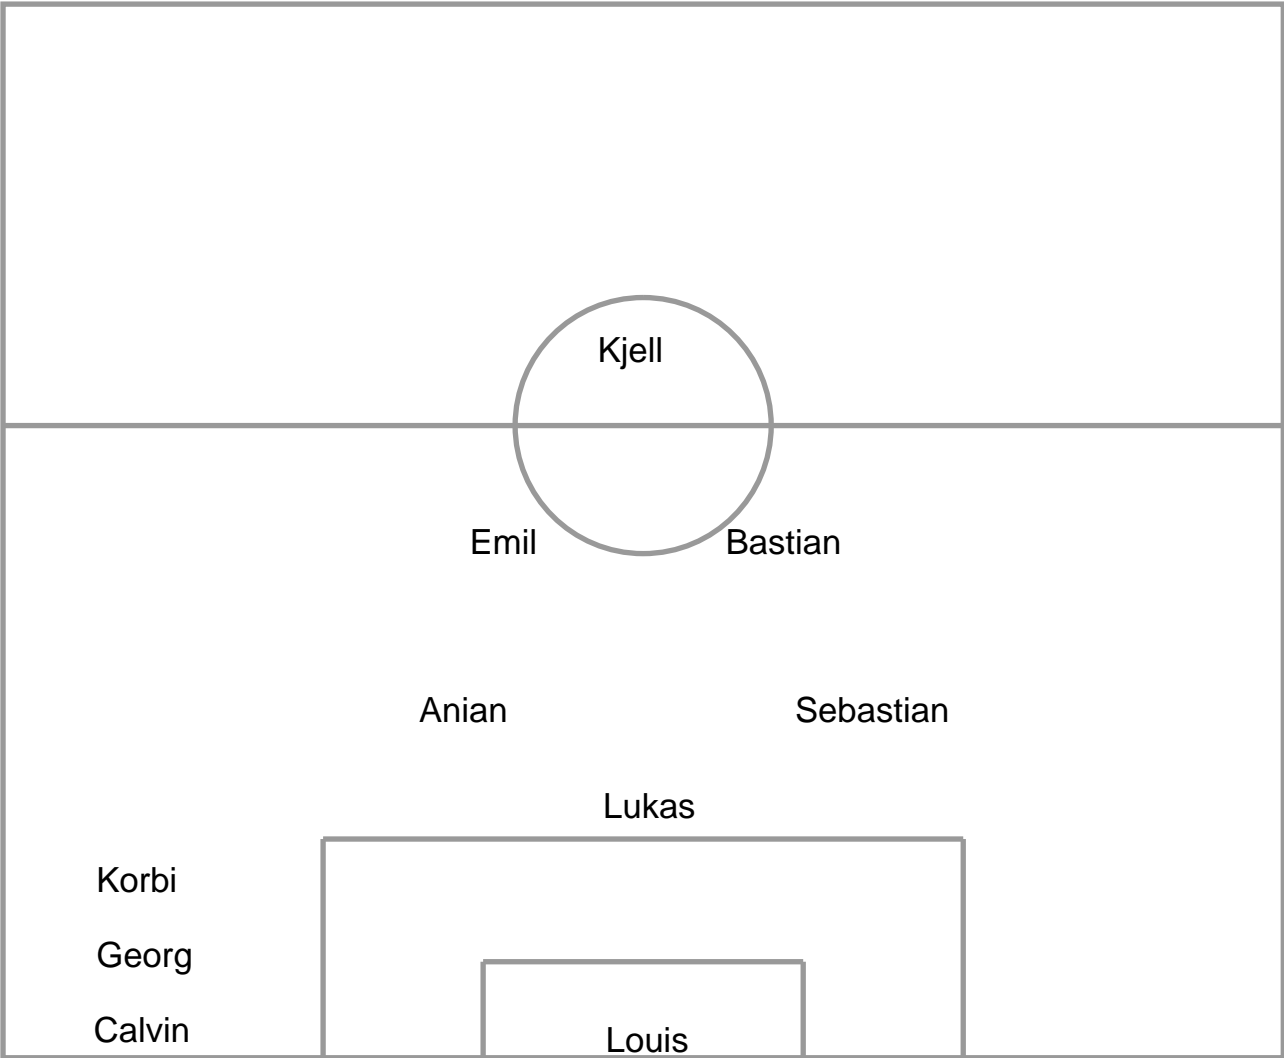 Kjell
Emil Bastian
Anian Sebastian
Lukas
Korbi
Georg
Calvin
Louis